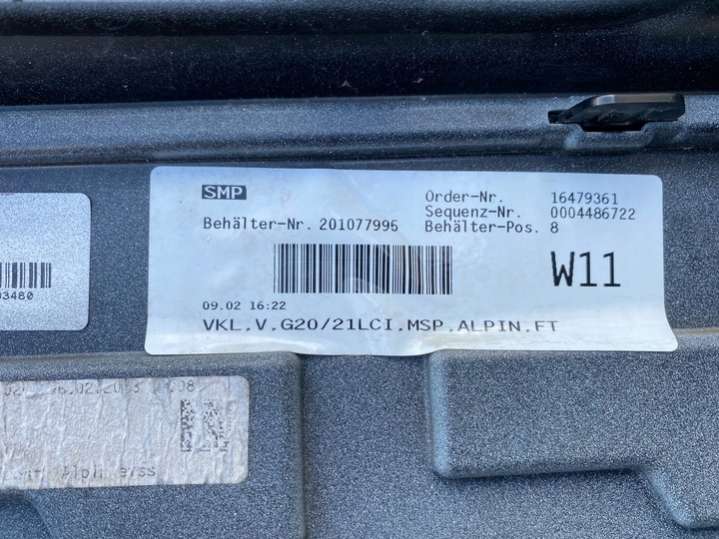 SMP
Order-Nr. 16479361
Sequenz-Nr. 0004486722
Behälter-Nr. 201077995 Behälter-Pos. 8
W11
09.02 16:22
VKL.V.G20/21LCI.MSP.ALPIN.FT
3480